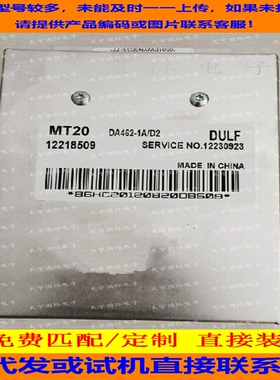 型号较多，未能及时一一上传，如果未找
请提供产品编码或图片联系客服！
MT20 DA462-1A/D2 DULF
12218509 SERVICE NO.12230923
MADE IN CHINA
*86HC20120820D8509*
免费匹配/定制 直接装
代发或试机直接联系